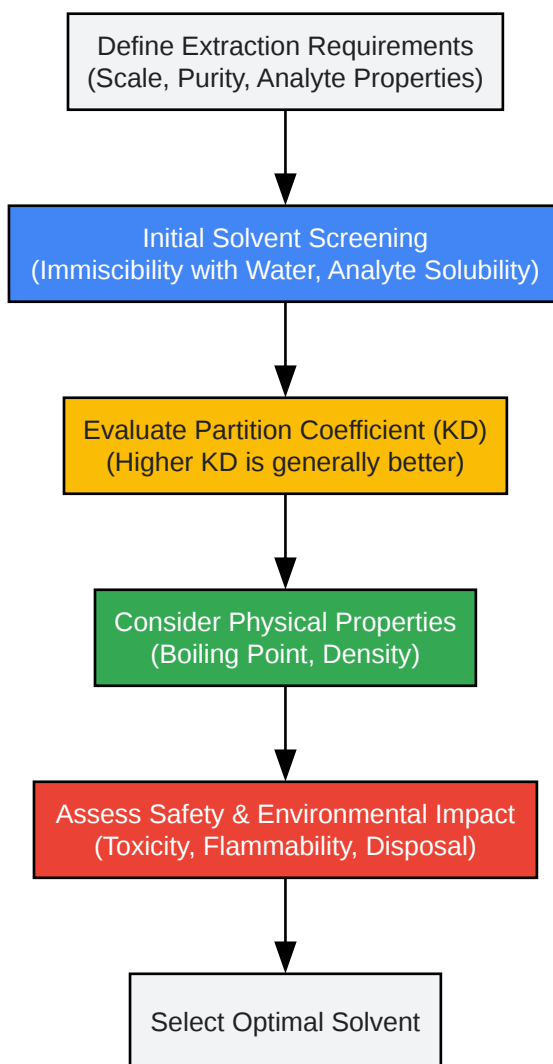 Define Extraction Requirements
(Scale, Purity, Analyte Properties)
Initial Solvent Screening
(Immiscibility with Water, Analyte Solubility)
Evaluate Partition Coefficient (KD)
(Higher KD is generally better)
Consider Physical Properties
(Boiling Point, Density)
Assess Safety & Environmental Impact
(Toxicity, Flammability, Disposal)
Select Optimal Solvent